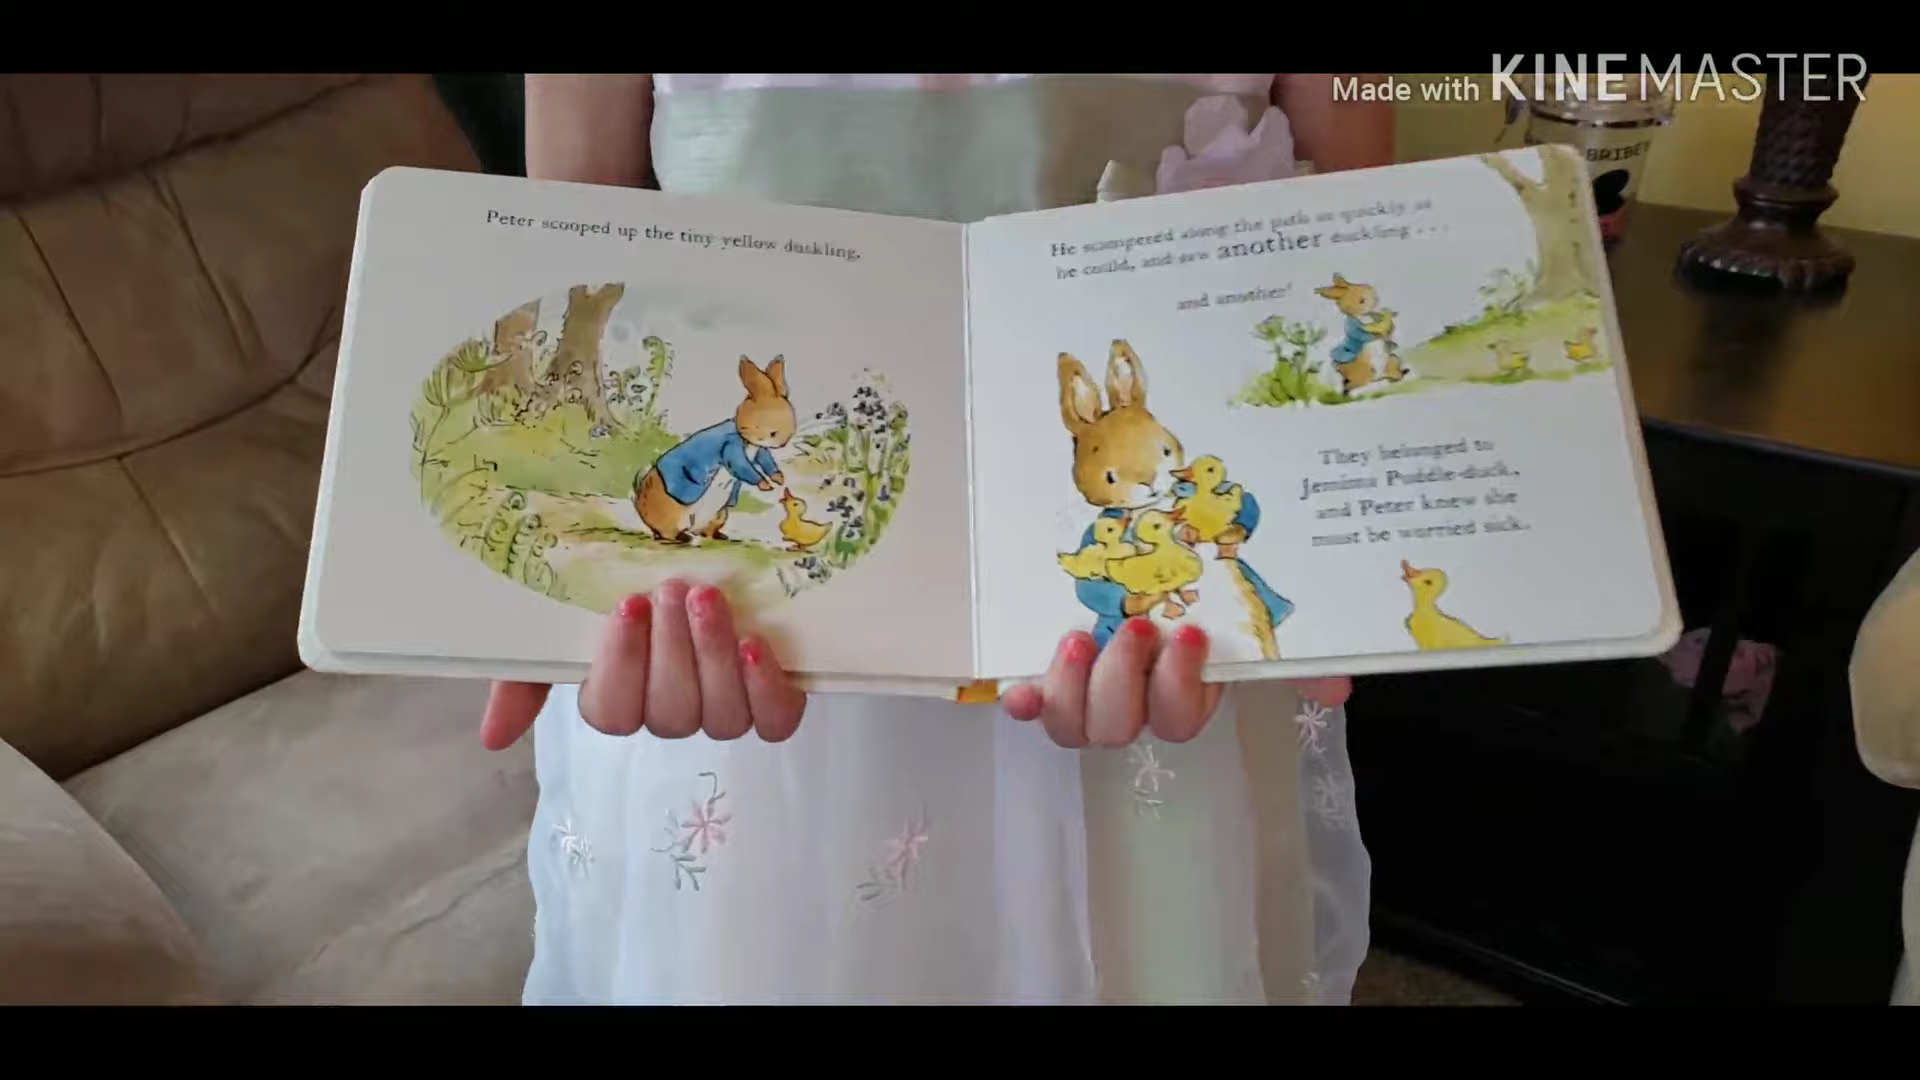 Made with KINEMASTER
BRIBE
Peter scooped up the tiny yellow duckling.
He scampered along the path as quickly as
he could, and saw another duckling . . .
and another!
They belonged to
Jemima Puddle-duck,
and Peter knew she
must be worried sick.